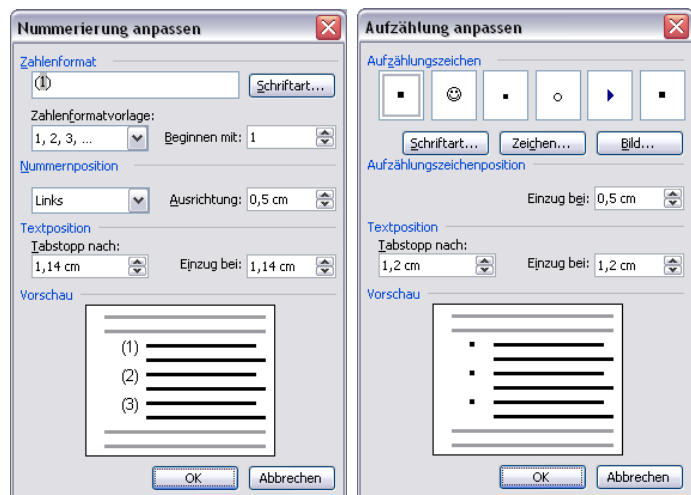 Nummerierung anpassen
Zahlenformat
(1)
Schriftart...
Zahlenformatvorlage:
1, 2, 3, ...
Beginnen mit: 1
Nummernposition
Links
Ausrichtung: 0,5 cm
Textposition
Tabstopp nach:
1,14 cm
Einzug bei: 1,14 cm
Vorschau
(1)
(2)
(3)
OK
Abbrechen
Aufzählung anpassen
Aufzählungszeichen
Schriftart...
Zeichen...
Bild...
Aufzählungszeichenposition
Einzug bei: 0,5 cm
Textposition
Tabstopp nach:
1,2 cm
Einzug bei: 1,2 cm
Vorschau
OK
Abbrechen